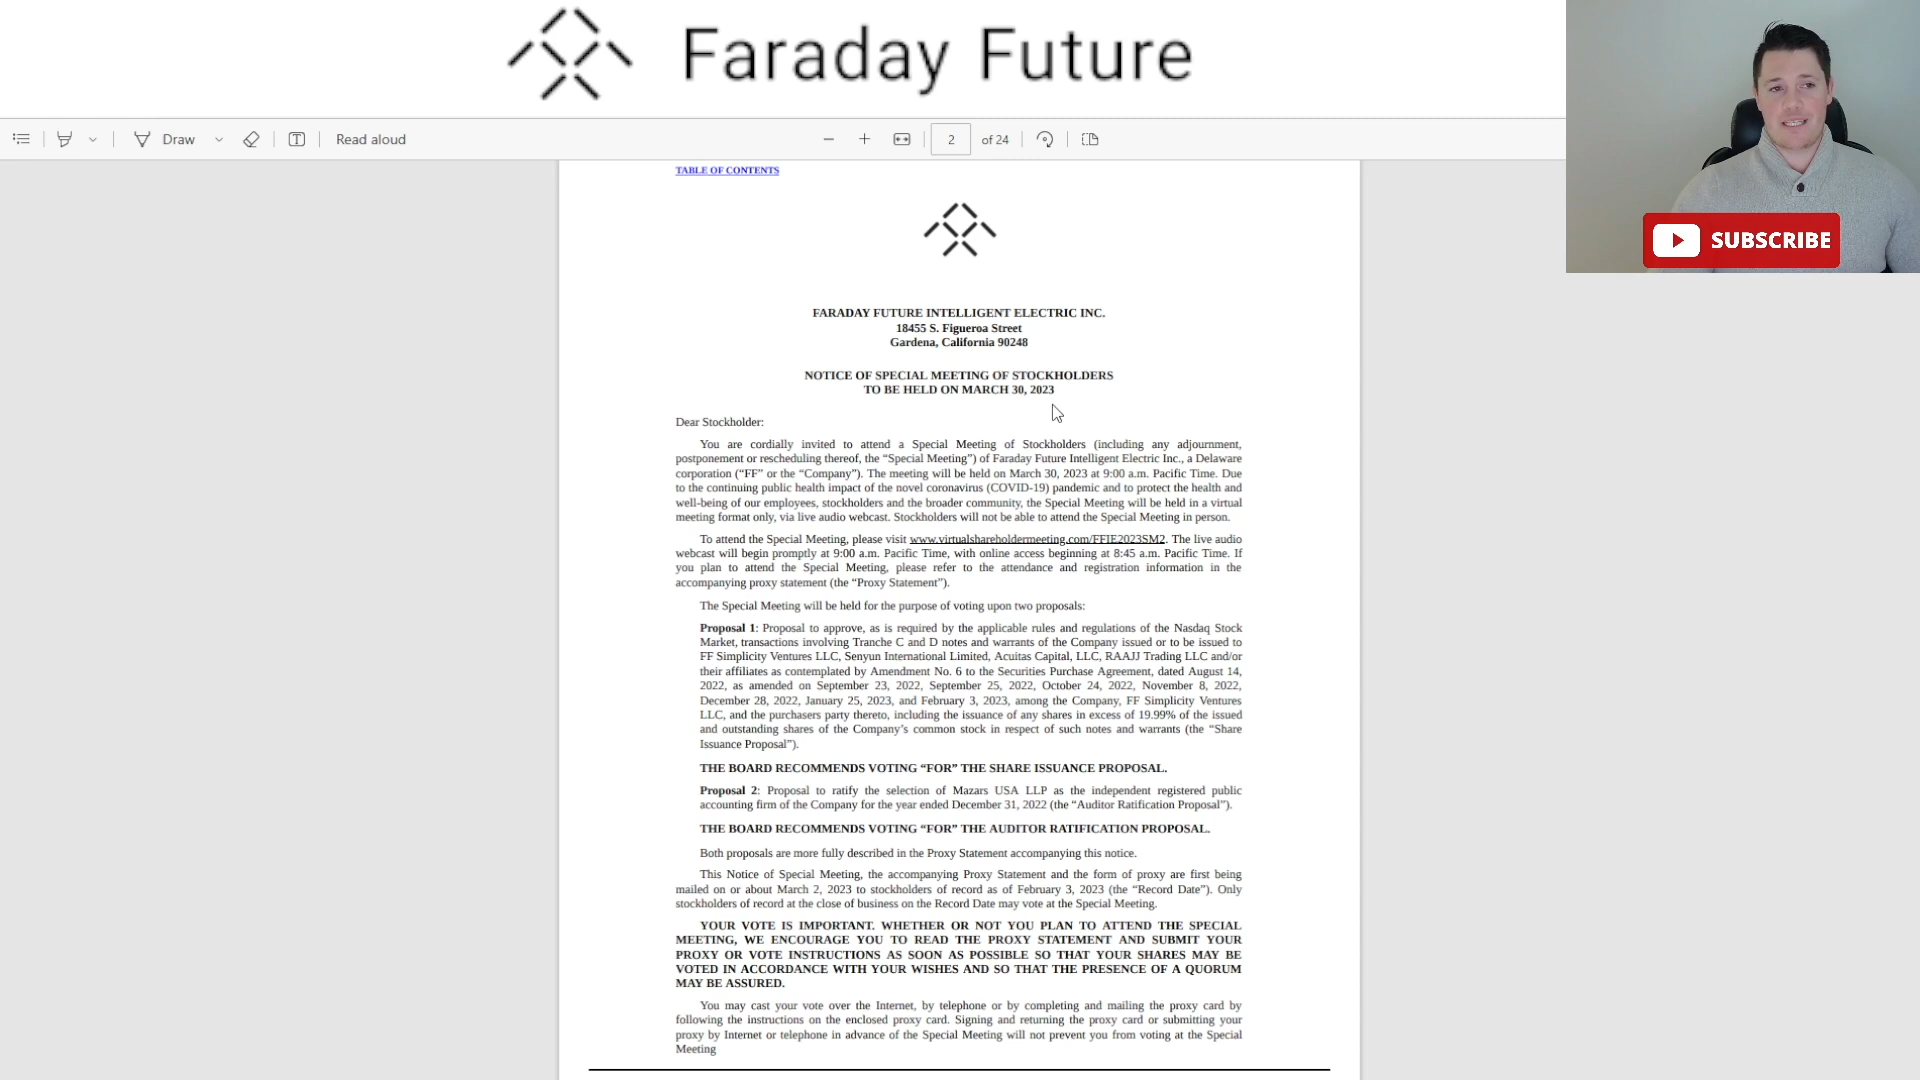 Faraday Future
Draw
Read aloud
2
of 24
SUBSCRIBE
TABLE OF CONTENTS
FARADAY FUTURE INTELLIGENT ELECTRIC INC.
18455 S. Figueroa Street
Gardena, California 90248
NOTICE OF SPECIAL MEETING OF STOCKHOLDERS
TO BE HELD ON MARCH 30, 2023
Dear Stockholder:
You are cordially invited to attend a Special Meeting of Stockholders (including any adjournment,
postponement or rescheduling thereof, the “Special Meeting”) of Faraday Future Intelligent Electric Inc., a Delaware
corporation (“FF” or the “Company”). The meeting will be held on March 30, 2023 at 9:00 a.m. Pacific Time. Due
to the continuing public health impact of the novel coronavirus (COVID-19) pandemic and to protect the health and
well-being of our employees, stockholders and the broader community, the Special Meeting will be held in a virtual
meeting format only, via live audio webcast. Stockholders will not be able to attend the Special Meeting in person.
To attend the Special Meeting, please visit www.virtualshareholdermeeting.com/FFIE2023SM2. The live audio
webcast will begin promptly at 9:00 a.m. Pacific Time, with online access beginning at 8:45 a.m. Pacific Time. If
you plan to attend the Special Meeting, please refer to the attendance and registration information in the
accompanying proxy statement (the “Proxy Statement”).
The Special Meeting will be held for the purpose of voting upon two proposals:
Proposal 1: Proposal to approve, as is required by the applicable rules and regulations of the Nasdaq Stock
Market, transactions involving Tranche C and D notes and warrants of the Company issued or to be issued to
FF Simplicity Ventures LLC, Senyun International Limited, Acuitas Capital, LLC, RAAJJ Trading LLC and/or
their affiliates as contemplated by Amendment No. 6 to the Securities Purchase Agreement, dated August 14,
2022, as amended on September 23, 2022, September 25, 2022, October 24, 2022, November 8, 2022,
December 28, 2022, January 25, 2023, and February 3, 2023, among the Company, FF Simplicity Ventures
LLC, and the purchasers party thereto, including the issuance of any shares in excess of 19.99% of the issued
and outstanding shares of the Company’s common stock in respect of such notes and warrants (the “Share
Issuance Proposal”).
THE BOARD RECOMMENDS VOTING “FOR” THE SHARE ISSUANCE PROPOSAL.
Proposal 2: Proposal to ratify the selection of Mazars USA LLP as the independent registered public
accounting firm of the Company for the year ended December 31, 2022 (the “Auditor Ratification Proposal”).
THE BOARD RECOMMENDS VOTING “FOR” THE AUDITOR RATIFICATION PROPOSAL.
Both proposals are more fully described in the Proxy Statement accompanying this notice.
This Notice of Special Meeting, the accompanying Proxy Statement and the form of proxy are first being
mailed on or about March 2, 2023 to stockholders of record as of February 3, 2023 (the “Record Date”). Only
stockholders of record at the close of business on the Record Date may vote at the Special Meeting.
YOUR VOTE IS IMPORTANT. WHETHER OR NOT YOU PLAN TO ATTEND THE SPECIAL
MEETING, WE ENCOURAGE YOU TO READ THE PROXY STATEMENT AND SUBMIT YOUR
PROXY OR VOTE INSTRUCTIONS AS SOON AS POSSIBLE SO THAT YOUR SHARES MAY BE
VOTED IN ACCORDANCE WITH YOUR WISHES AND SO THAT THE PRESENCE OF A QUORUM
MAY BE ASSURED.
You may cast your vote over the Internet, by telephone or by completing and mailing the proxy card by
following the instructions on the enclosed proxy card. Signing and returning the proxy card or submitting your
proxy by Internet or telephone in advance of the Special Meeting will not prevent you from voting at the Special
Meeting